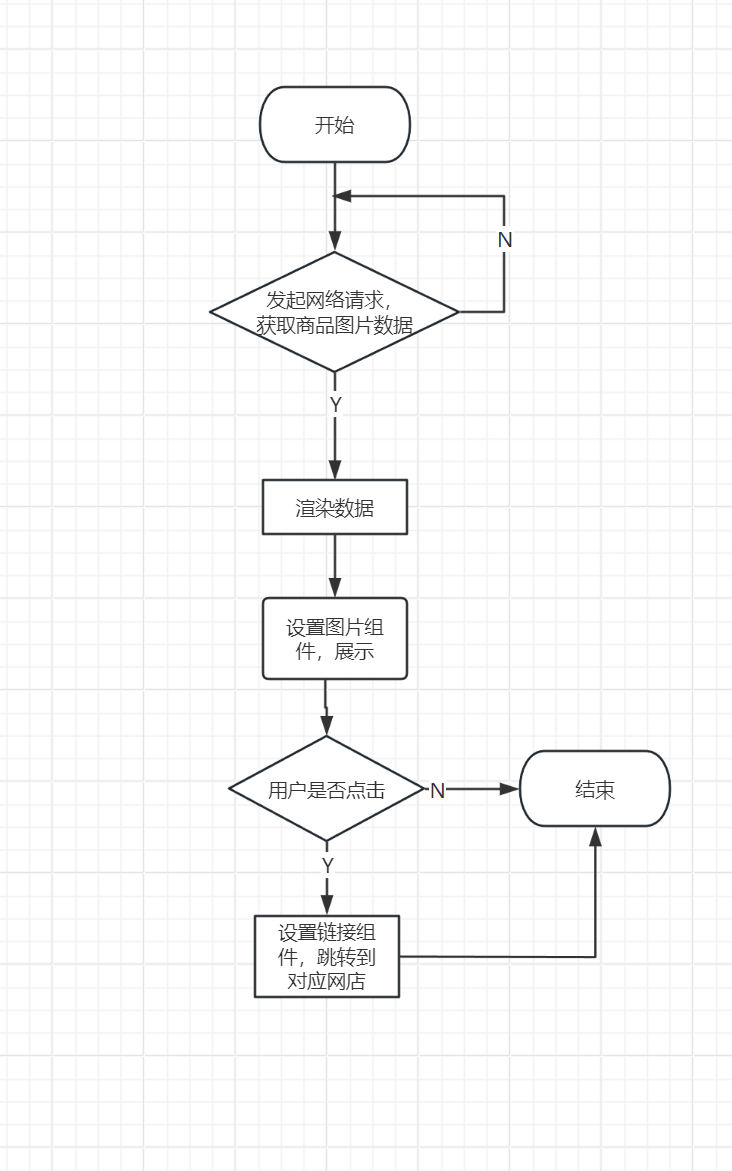 开始
N
发起网络请求，
获取商品图片数据
Y
渲染数据
设置图片组
件，展示
用户是否点击
N
结束
Y
设置链接组
件，跳转到
对应网店